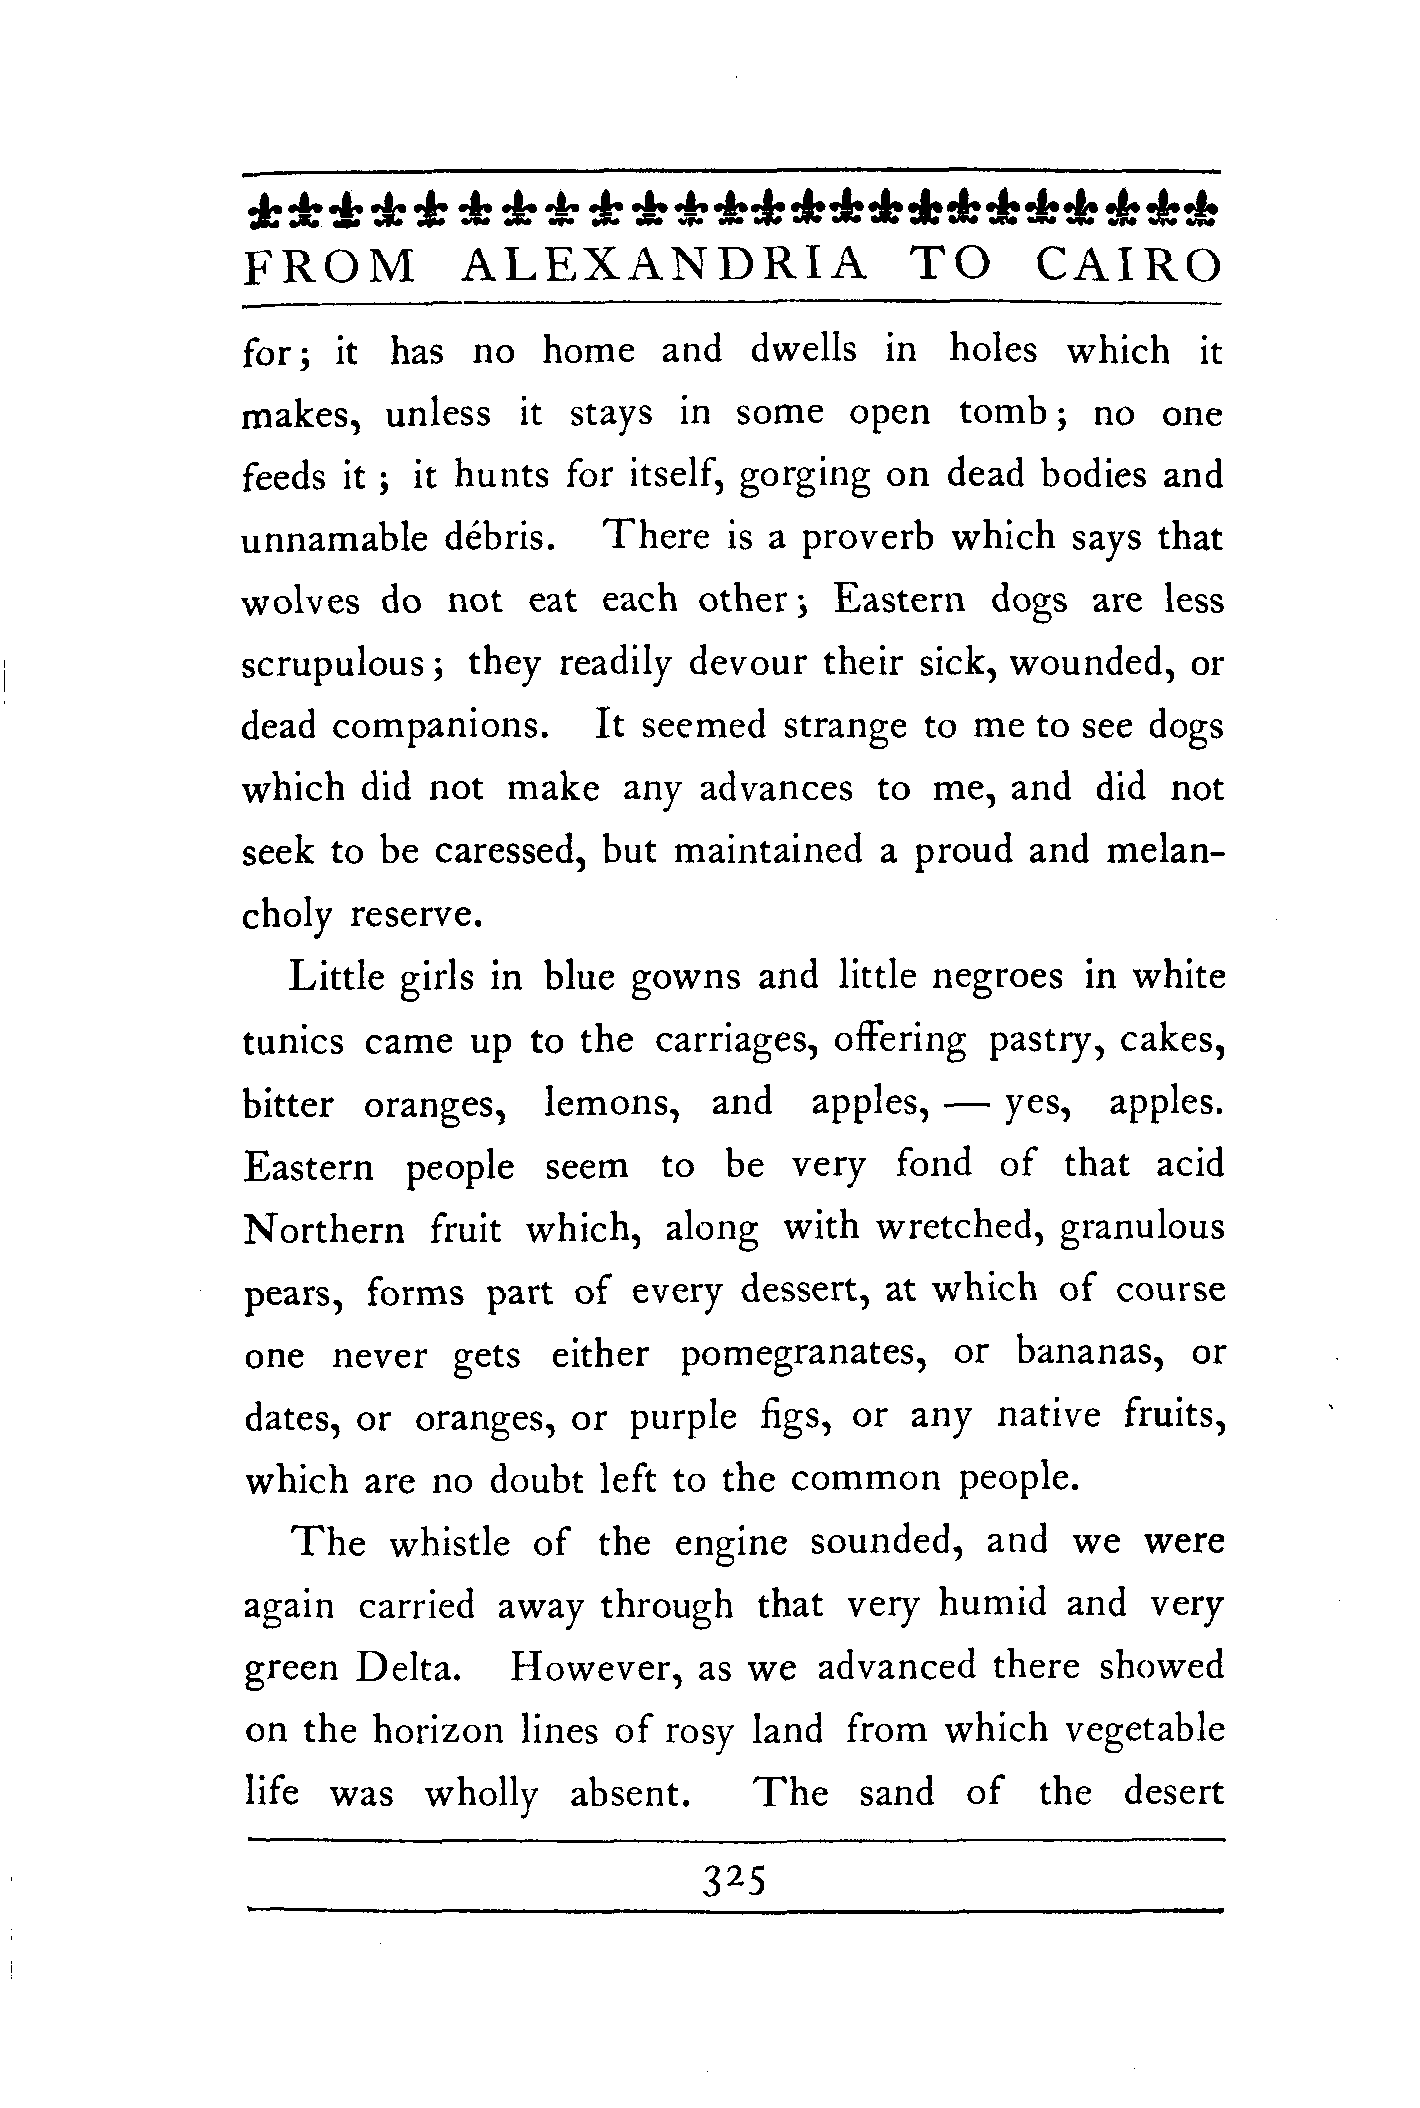 FROM ALEXANDRIA TO CAIRO
for; it has no home and dwells in holes which it
makes, unless it stays in some open tomb; no one
feeds it; it hunts for itself, gorging on dead bodies and
unnamable débris. There is a proverb which says that
wolves do not eat each other; Eastern dogs are less
scrupulous; they readily devour their sick, wounded, or
dead companions. It seemed strange to me to see dogs
which did not make any advances to me, and did not
seek to be caressed, but maintained a proud and melan-
choly reserve.
Little girls in blue gowns and little negroes in white
tunics came up to the carriages, offering pastry, cakes,
bitter oranges, lemons, and apples, — yes, apples.
Eastern people seem to be very fond of that acid
Northern fruit which, along with wretched, granulous
pears, forms part of every dessert, at which of course
one never gets either pomegranates, or bananas, or
dates, or oranges, or purple figs, or any native fruits,
which are no doubt left to the common people.
The whistle of the engine sounded, and we were
again carried away through that very humid and very
green Delta. However, as we advanced there showed
on the horizon lines of rosy land from which vegetable
life was wholly absent. The sand of the desert
325